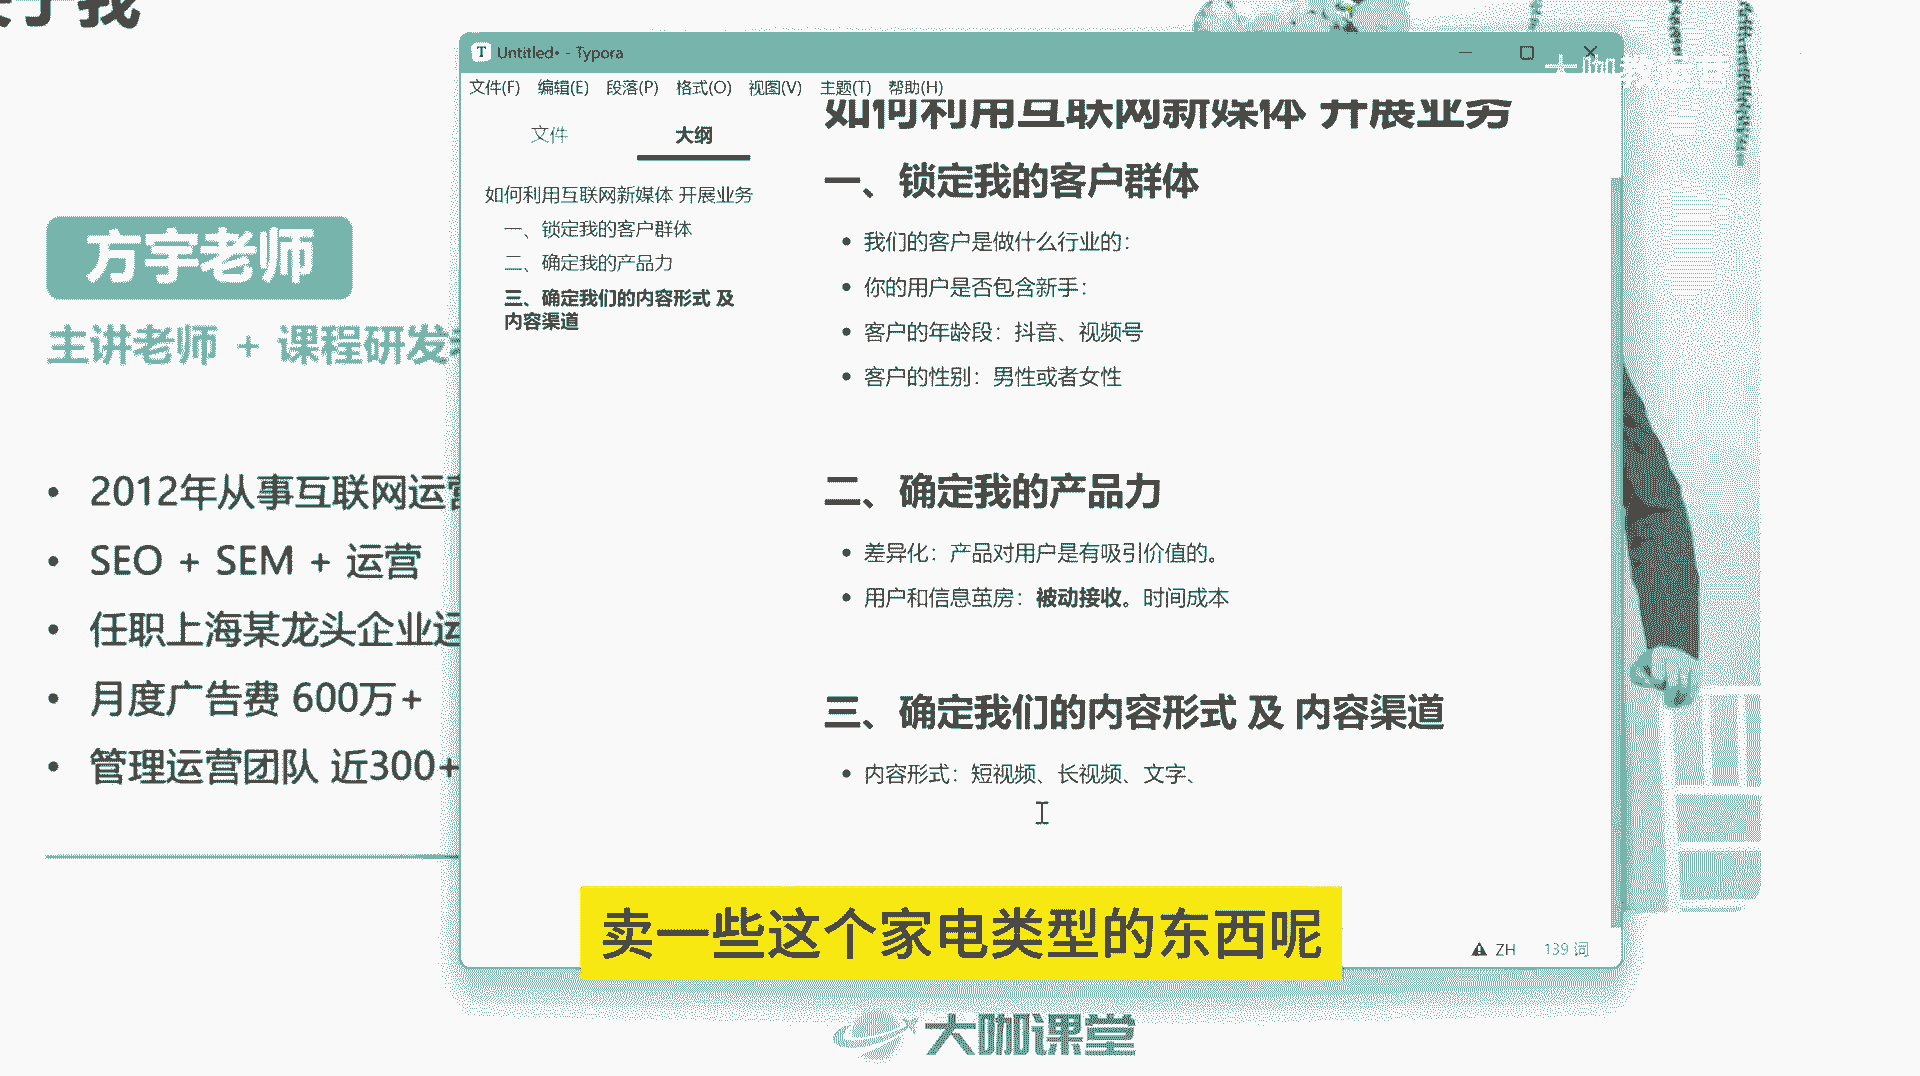 于我
方宇老师
主讲老师 + 课程研发
2012年从事互联网运营
SEO + SEM + 运营
任职上海某龙头企业运
月度广告费 600万+
管理运营团队 近300+
Untitled• - Typora
文件(F) 编辑(E) 段落(P) 格式(O) 视图(V) 主题(T) 帮助(H)
文件 大纲
如何利用互联网新媒体 开展业务
一、锁定我的客户群体
二、确定我的产品力
三、确定我们的内容形式 及
内容渠道
如何利用互联网新媒体 开展业务
一、锁定我的客户群体
我们的客户是做什么行业的：
你的用户是否包含新手：
客户的年龄段：抖音、视频号
客户的性别：男性或者女性
二、确定我的产品力
差异化：产品对用户是有吸引价值的。
用户和信息茧房：被动接收。时间成本
三、确定我们的内容形式 及 内容渠道
内容形式：短视频、长视频、文字、
卖一些这个家电类型的东西呢
ZH 139 词
大咖课堂
大咖教运营